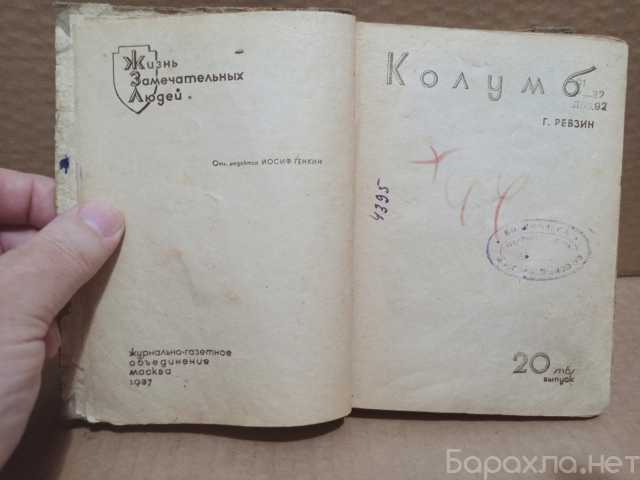 Жизнь
Замечательных
Людей.
Отв. редактор ИОСИФ ГЕНКИН
журнально-газетное
объединение
москва
1937
Колумб
Г. РЕВЗИН
4395
20
выпуск
Барахла.нет